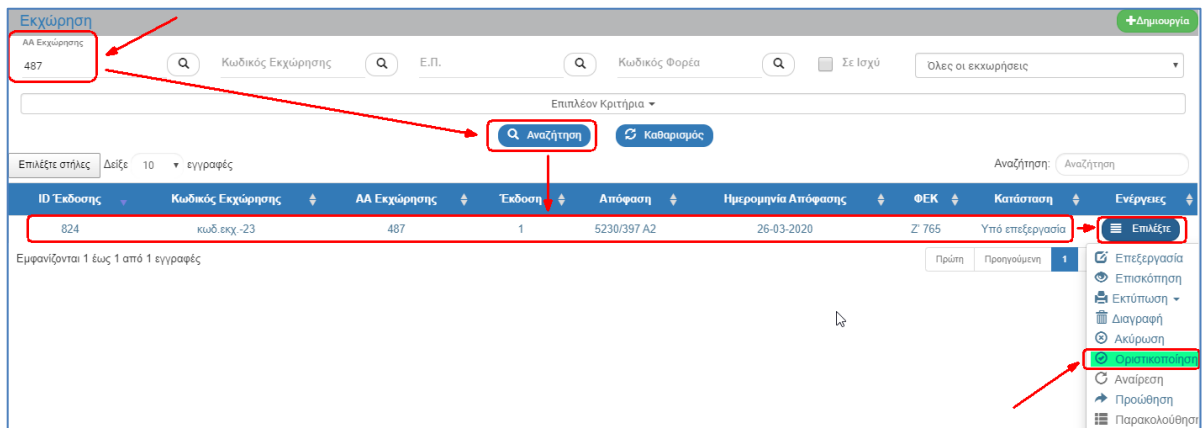 Εκχώρηση
Δημιουργία
ΑΑ Εκχώρησης
487 Κωδικός Εκχώρησης Ε.Π. Κωδικός Φορέα Σε Ισχύ Όλες οι εκχωρήσεις
Επιπλέον Κριτήρια
Αναζήτηση Καθαρισμός
Επιλέξτε στήλες Δείξε 10 εγγραφές Αναζήτηση: Αναζήτηση
ID Έκδοσης Κωδικός Εκχώρησης ΑΑ Εκχώρησης Έκδοση Απόφαση Ημερομηνία Απόφασης ΦΕΚ Κατάσταση Ενέργειες
824 κωδ.εκχ.-23 487 1 5230/397 Α2 26-03-2020 Ζ' 765 Υπό επεξεργασία Επιλέξτε
Εμφανίζονται 1 έως 1 από 1 εγγραφές Πρώτη Προηγούμενη 1
Επεξεργασία
Επισκόπηση
Εκτύπωση
Διαγραφή
Ακύρωση
Οριστικοποίηση
Αναίρεση
Προώθηση
Παρακολούθηση